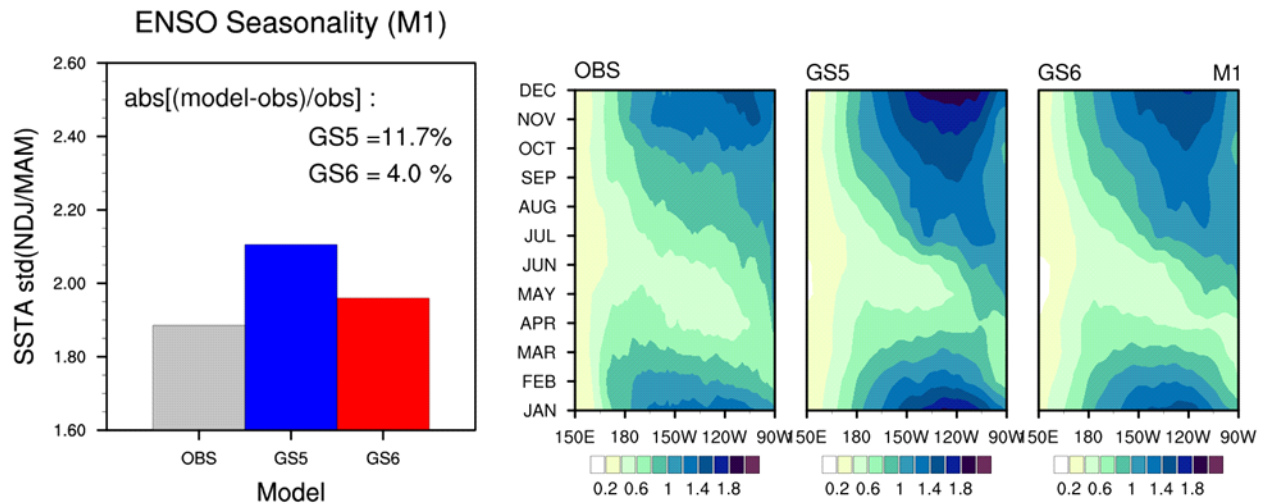 ENSO Seasonality (M1)
SSTA std(NDJ/MAM)
2.60
2.40
2.20
2.00
1.80
1.60
abs[(model-obs)/obs] :
GS5 =11.7%
GS6 = 4.0 %
OBS GS5 GS6
Model
OBS
DEC
NOV
OCT
SEP
AUG
JUL
JUN
MAY
APR
MAR
FEB
JAN
150E 180 150W 120W 90W
0.2 0.6 1 1.4 1.8
GS5
150E 180 150W 120W 90W
0.2 0.6 1 1.4 1.8
GS6 M1
150E 180 150W 120W 90W
0.2 0.6 1 1.4 1.8